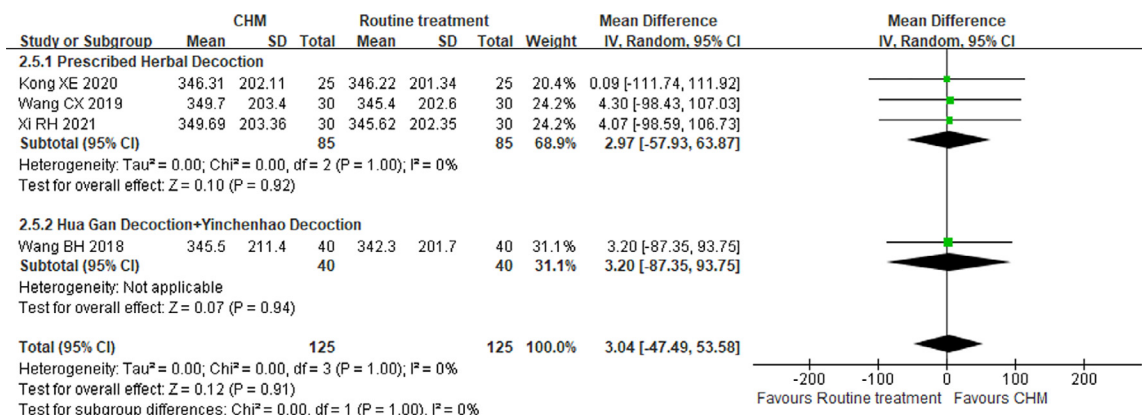 CHM Routine treatment Mean Difference Mean Difference
Study or Subgroup Mean SD Total Mean SD Total Weight IV, Random, 95% CI IV, Random, 95% CI
2.5.1 Prescribed Herbal Decoction
Kong XE 2020 346.31 202.11 25 346.22 201.34 25 20.4% 0.09 [-111.74, 111.92]
Wang CX 2019 349.7 203.4 30 345.4 202.6 30 24.2% 4.30 [-98.43, 107.03]
Xi RH 2021 349.69 203.36 30 345.62 202.35 30 24.2% 4.07 [-98.59, 106.73]
Subtotal (95% CI) 85 85 68.9% 2.97 [-57.93, 63.87]
Heterogeneity: Tau² = 0.00; Chi² = 0.00, df = 2 (P = 1.00); I² = 0%
Test for overall effect: Z = 0.10 (P = 0.92)
2.5.2 Hua Gan Decoction+Yinchenhao Decoction
Wang BH 2018 345.5 211.4 40 342.3 201.7 40 31.1% 3.20 [-87.35, 93.75]
Subtotal (95% CI) 40 40 31.1% 3.20 [-87.35, 93.75]
Heterogeneity: Not applicable
Test for overall effect: Z = 0.07 (P = 0.94)
Total (95% CI) 125 125 100.0% 3.04 [-47.49, 53.58]
Heterogeneity: Tau² = 0.00; Chi² = 0.00, df = 3 (P = 1.00); I² = 0%
Test for overall effect: Z = 0.12 (P = 0.91)
Test for subgroup differences: Chi² = 0.00, df = 1 (P = 1.00), I² = 0%
-200 -100 0 100 200
Favours Routine treatment Favours CHM